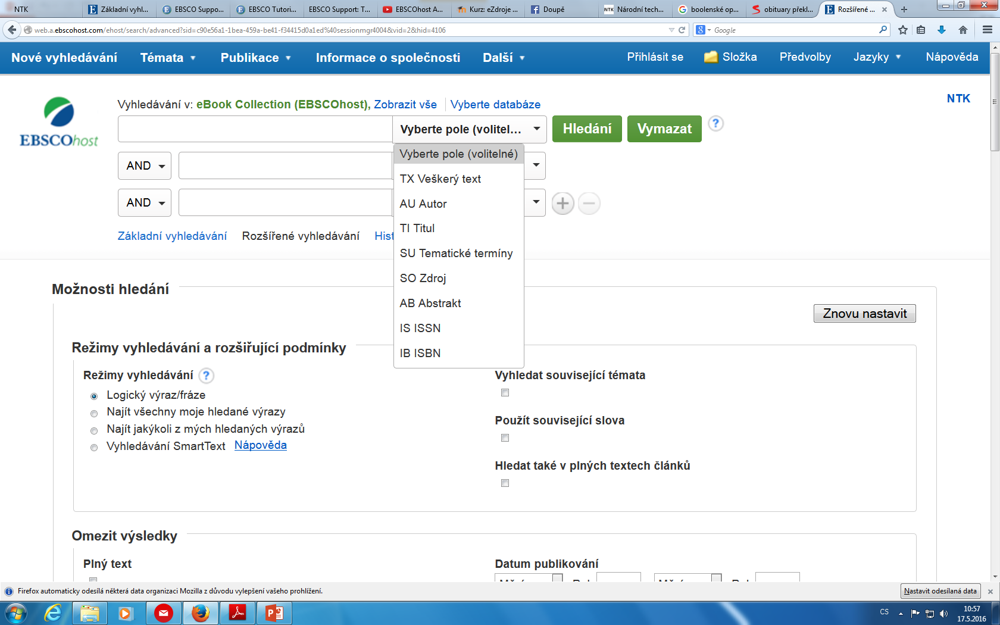 NTK
Základní vyhl...
EBSCO Suppo...
EBSCO Tutori...
EBSCO Support: T...
EBSCOhost A...
Kurz: eZdroje ...
Doupě
NTK Národní tech...
boolenské op...
obituary překl...
Rozšířené ...
web.a.ebscohost.com/ehost/search/advanced?sid=c90e56a1-1bea-459a-be41-f34415d0a1ed%40sessionmgr4004&vid=2&hid=4106
Google
Nové vyhledávání Témata Publikace Informace o společnosti Další Přihlásit se Složka Předvolby Jazyky Nápověda
NTK
EBSCOhost
Vyhledávání v: eBook Collection (EBSCOhost), Zobrazit vše Vyberte databáze
Vyberte pole (volitel... Hledání Vymazat ?
Vyberte pole (volitelné)
AND
TX Veškerý text
AU Autor
AND
TI Titul
Základní vyhledávání Rozšířené vyhledávání Hist
SU Tematické termíny
SO Zdroj
AB Abstrakt
IS ISSN
IB ISBN
Možnosti hledání
Znovu nastavit
Režimy vyhledávání a rozšiřující podmínky
Režimy vyhledávání ?
Logický výraz/fráze
Najít všechny moje hledané výrazy
Najít jakýkoli z mých hledaných výrazů
Vyhledávání SmartText Nápověda
Vyhledat související témata
Použít související slova
Hledat také v plných textech článků
Omezit výsledky
Plný text
Datum publikování
Firefox automaticky odesílá některá data organizaci Mozilla z důvodu vylepšení vašeho prohlížení.
Nastavit odesílaná data
CS
10:57
17.5.2016